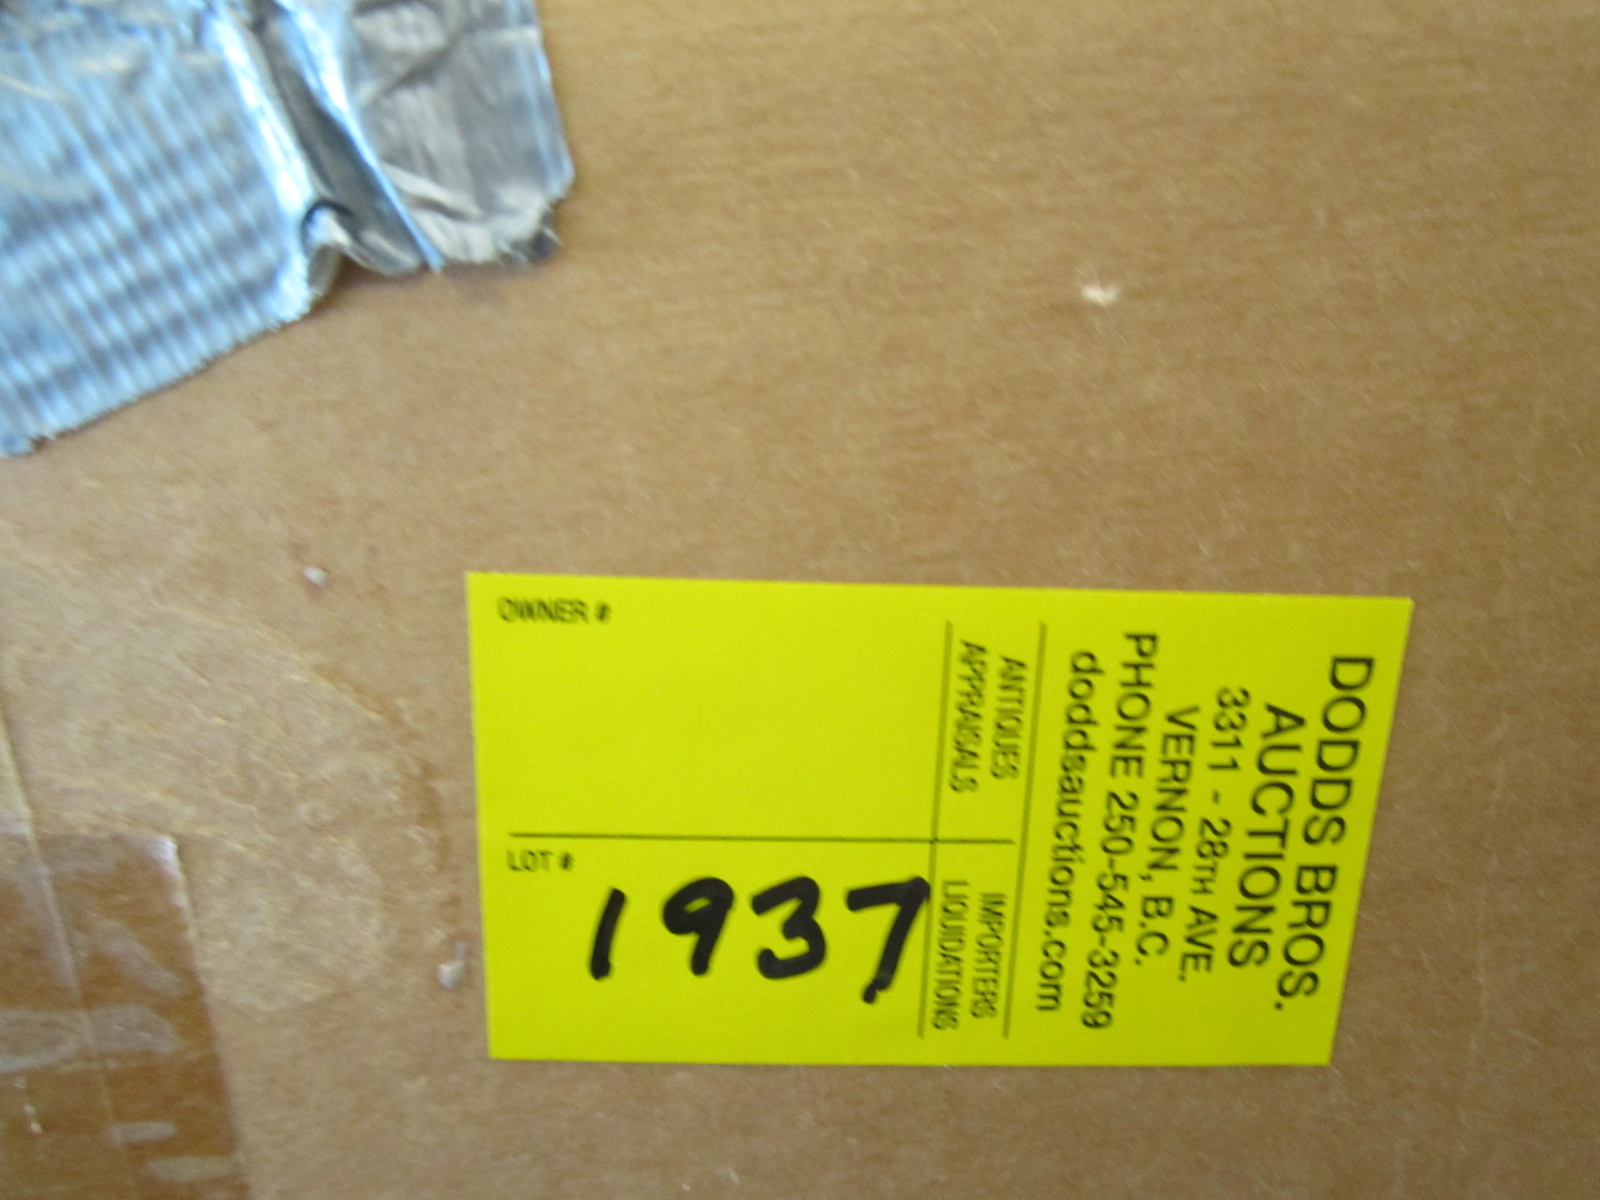 DODDS BROS.
AUCTIONS
3311 - 28TH AVE.
VERNON, B.C.
PHONE 250-545-3259
doddsauctions.com
ANTIQUES
APPRAISALS
IMPORTERS
LIQUIDATIONS
OWNER #
LOT #
1937